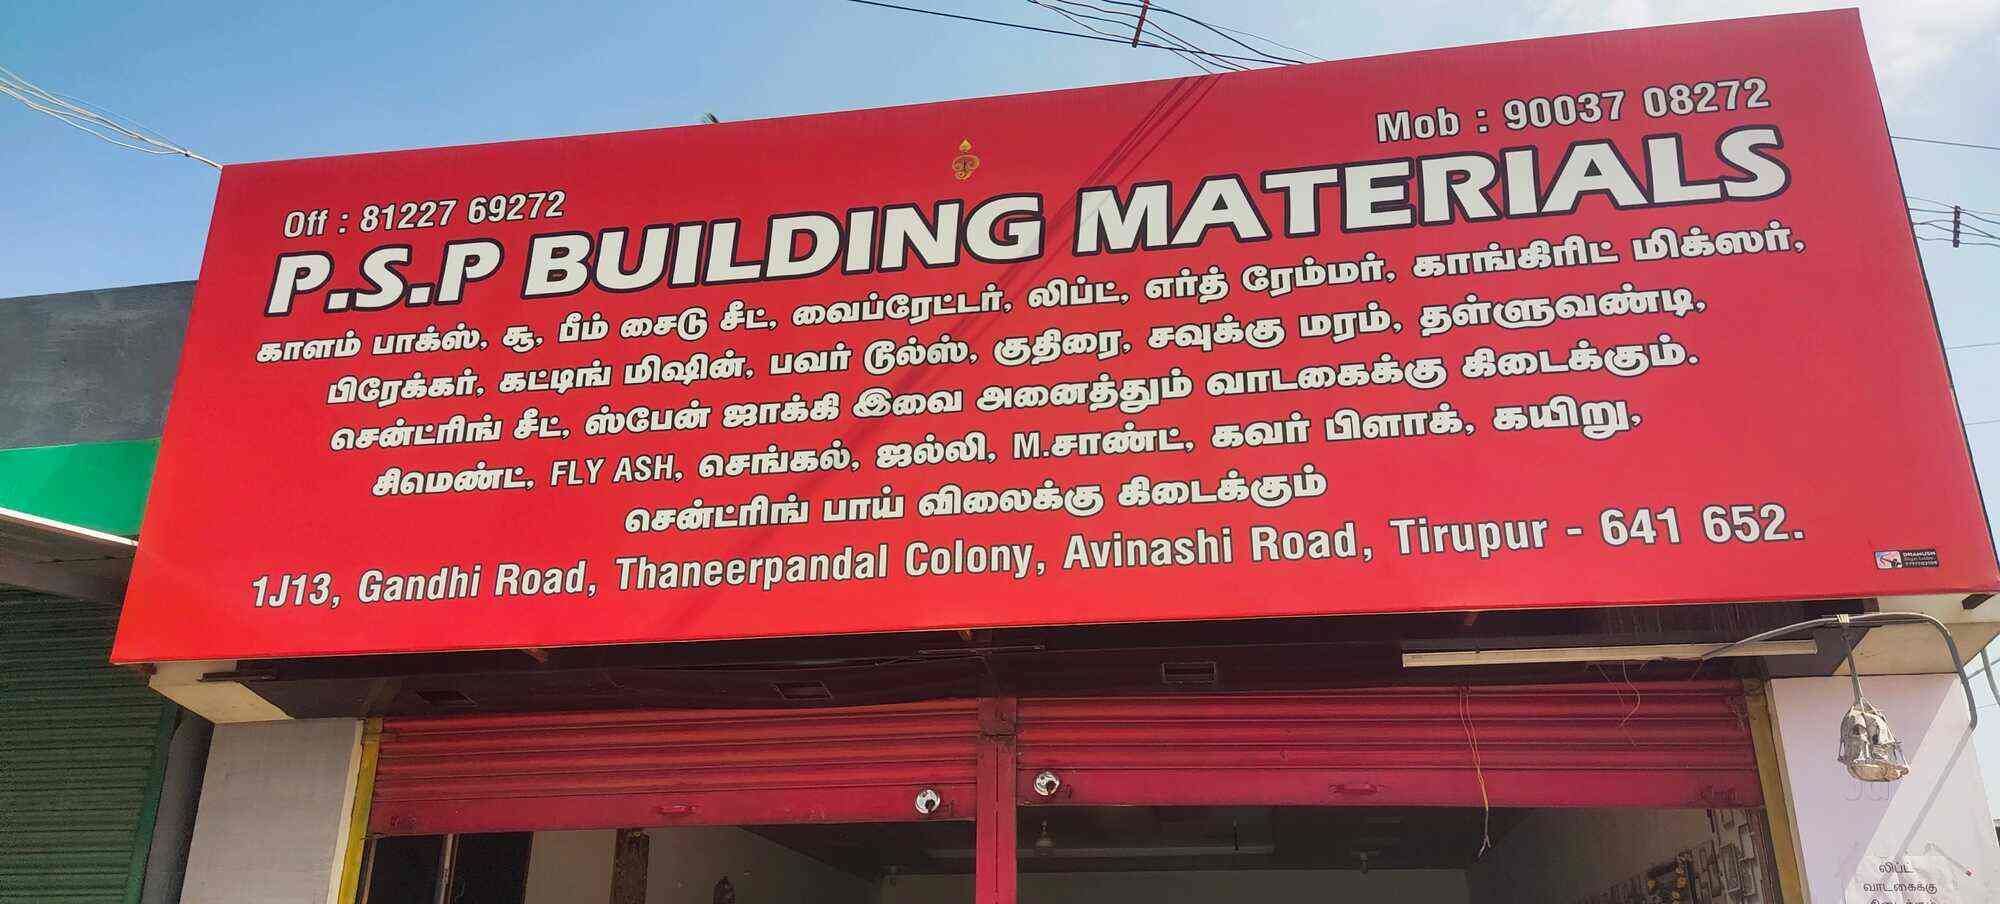 Off : 81227 69272
Mob : 90037 08272
P.S.P BUILDING MATERIALS
காளம் பாக்ஸ், சூ, பீம் சைடு சீட், வைப்ரேட்டர், லிப்ட், எர்த் ரேம்மர், காங்கிரிட் மிக்ஸர்,
பிரேக்கர், கட்டிங் மிஷின், பவர் டூல்ஸ், குதிரை, சவுக்கு மரம், தள்ளுவண்டி,
சென்ட்ரிங் சீட், ஸ்பேன் ஜாக்கி இவை அனைத்தும் வாடகைக்கு கிடைக்கும்.
சிமெண்ட், FLY ASH, செங்கல், ஜல்லி, M.சாண்ட், கவர் பிளாக், கயிறு,
சென்ட்ரிங் பாய் விலைக்கு கிடைக்கும்
1J13, Gandhi Road, Thaneerpandal Colony, Avinashi Road, Tirupur - 641 652.
DHANUSH
லிப்ட்
வாடகைக்கு
கிடைக்கும்